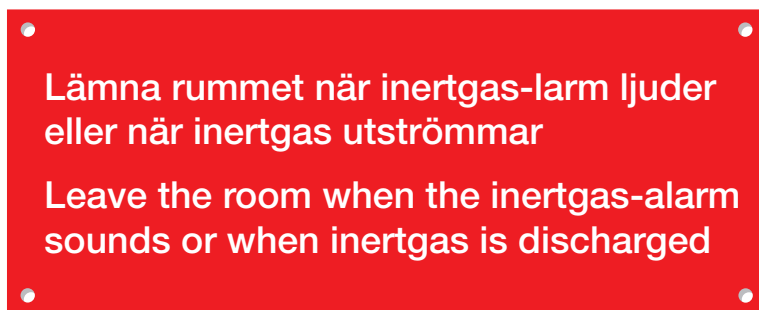 Lämna rummet när inertgas-larm ljuder
eller när inertgas utströmmar
Leave the room when the inertgas-alarm
sounds or when inertgas is discharged